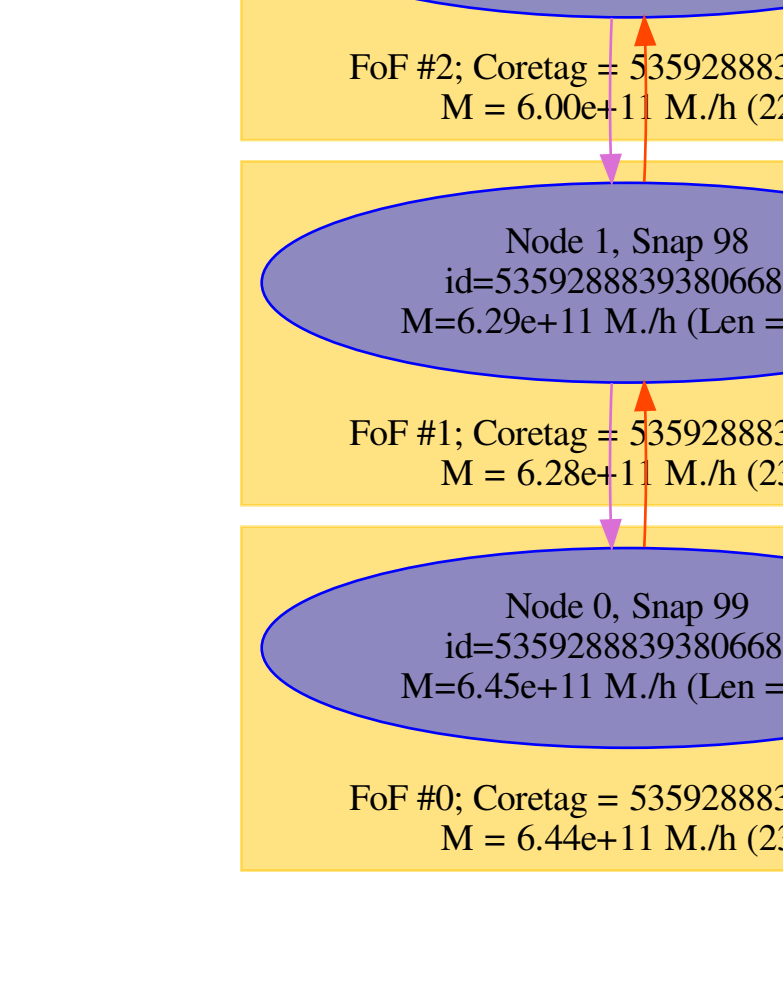 FoF #2; Coretag = 535928883
M = 6.00e+11 M./h (22
Node 1, Snap 98
id=5359288839380668
M=6.29e+11 M./h (Len =
FoF #1; Coretag = 535928883
M = 6.28e+11 M./h (23
Node 0, Snap 99
id=5359288839380668
M=6.45e+11 M./h (Len =
FoF #0; Coretag = 535928883
M = 6.44e+11 M./h (23